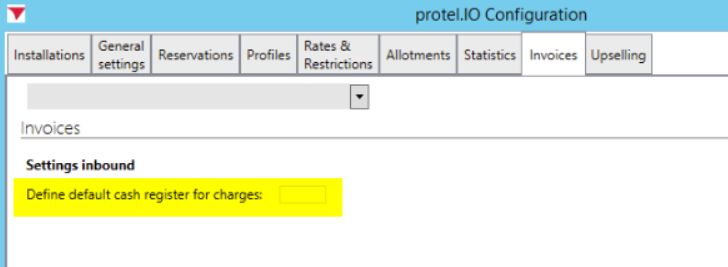 protel.IO Configuration
Installations
General
settings
Reservations
Profiles
Rates &
Restrictions
Allotments
Statistics
Invoices
Upselling
Invoices
Settings inbound
Define default cash register for charges: